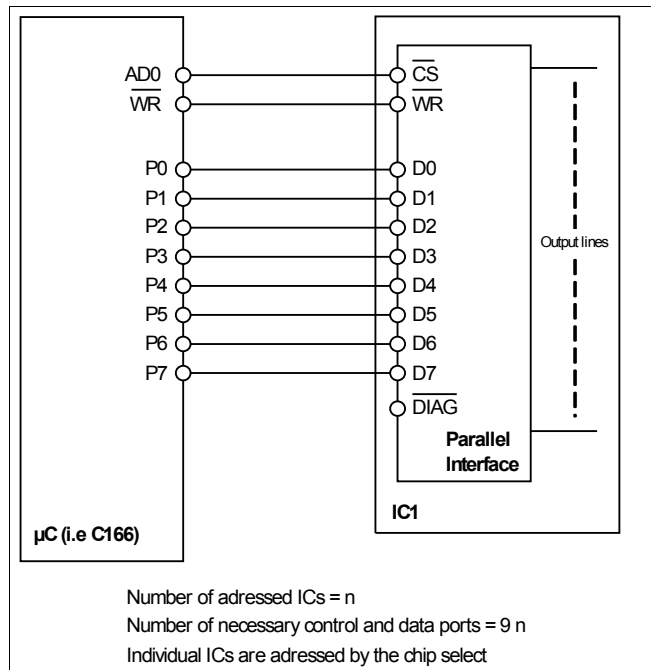 AD0
WR
P0
P1
P2
P3
P4
P5
P6
P7
µC (i.e C166)
CS
WR
D0
D1
D2
D3
D4
D5
D6
D7
DIAG
Parallel
Interface
IC1
Output lines
Number of adressed ICs = n
Number of necessary control and data ports = 9 n
Individual ICs are adressed by the chip select